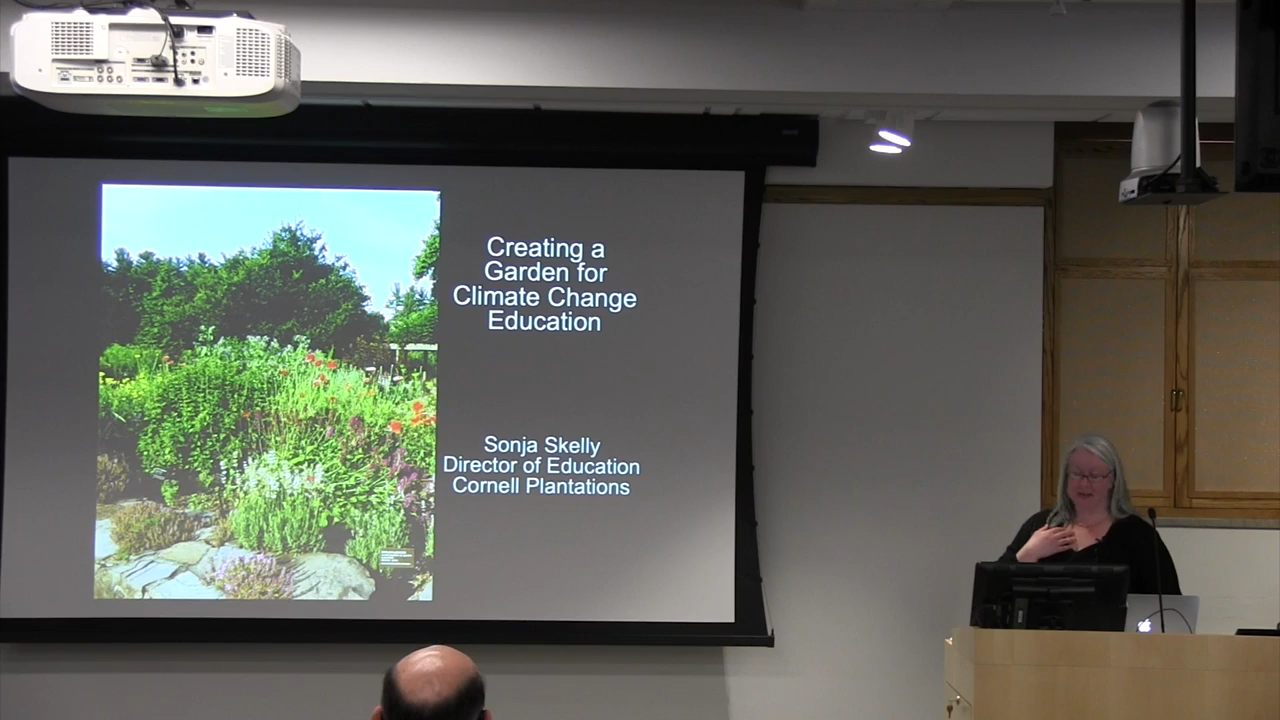 Creating a
Garden for
Climate Change
Education
Sonja Skelly
Director of Education
Cornell Plantations